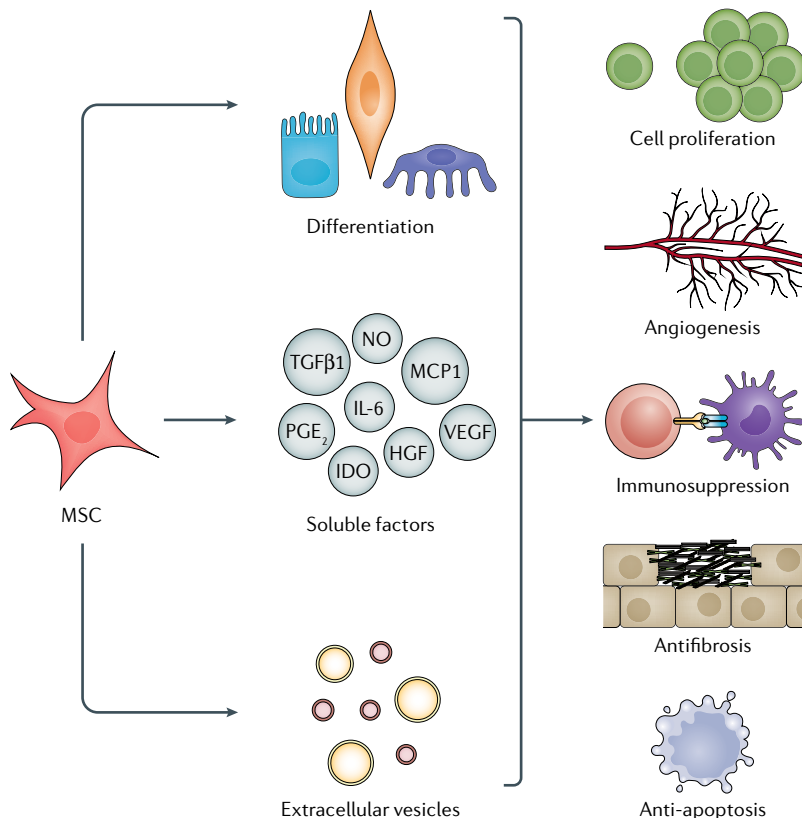 Cell proliferation
Differentiation
Angiogenesis
NO
TGFβ1
MCP1
IL-6
PGE₂
VEGF
HGF
IDO
MSC
Soluble factors
Immunosuppression
Antifibrosis
Extracellular vesicles
Anti-apoptosis